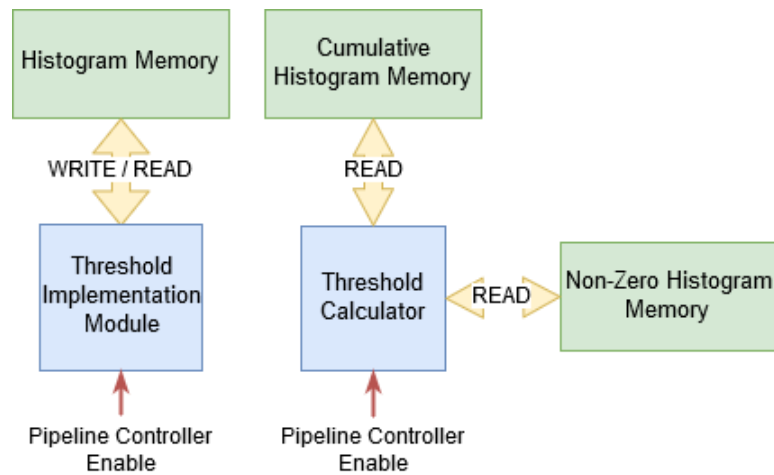 Histogram Memory
Cumulative
Histogram Memory
WRITE / READ
READ
Threshold
Implementation
Module
Threshold
Calculator
READ
Non-Zero Histogram
Memory
Pipeline Controller
Enable
Pipeline Controller
Enable